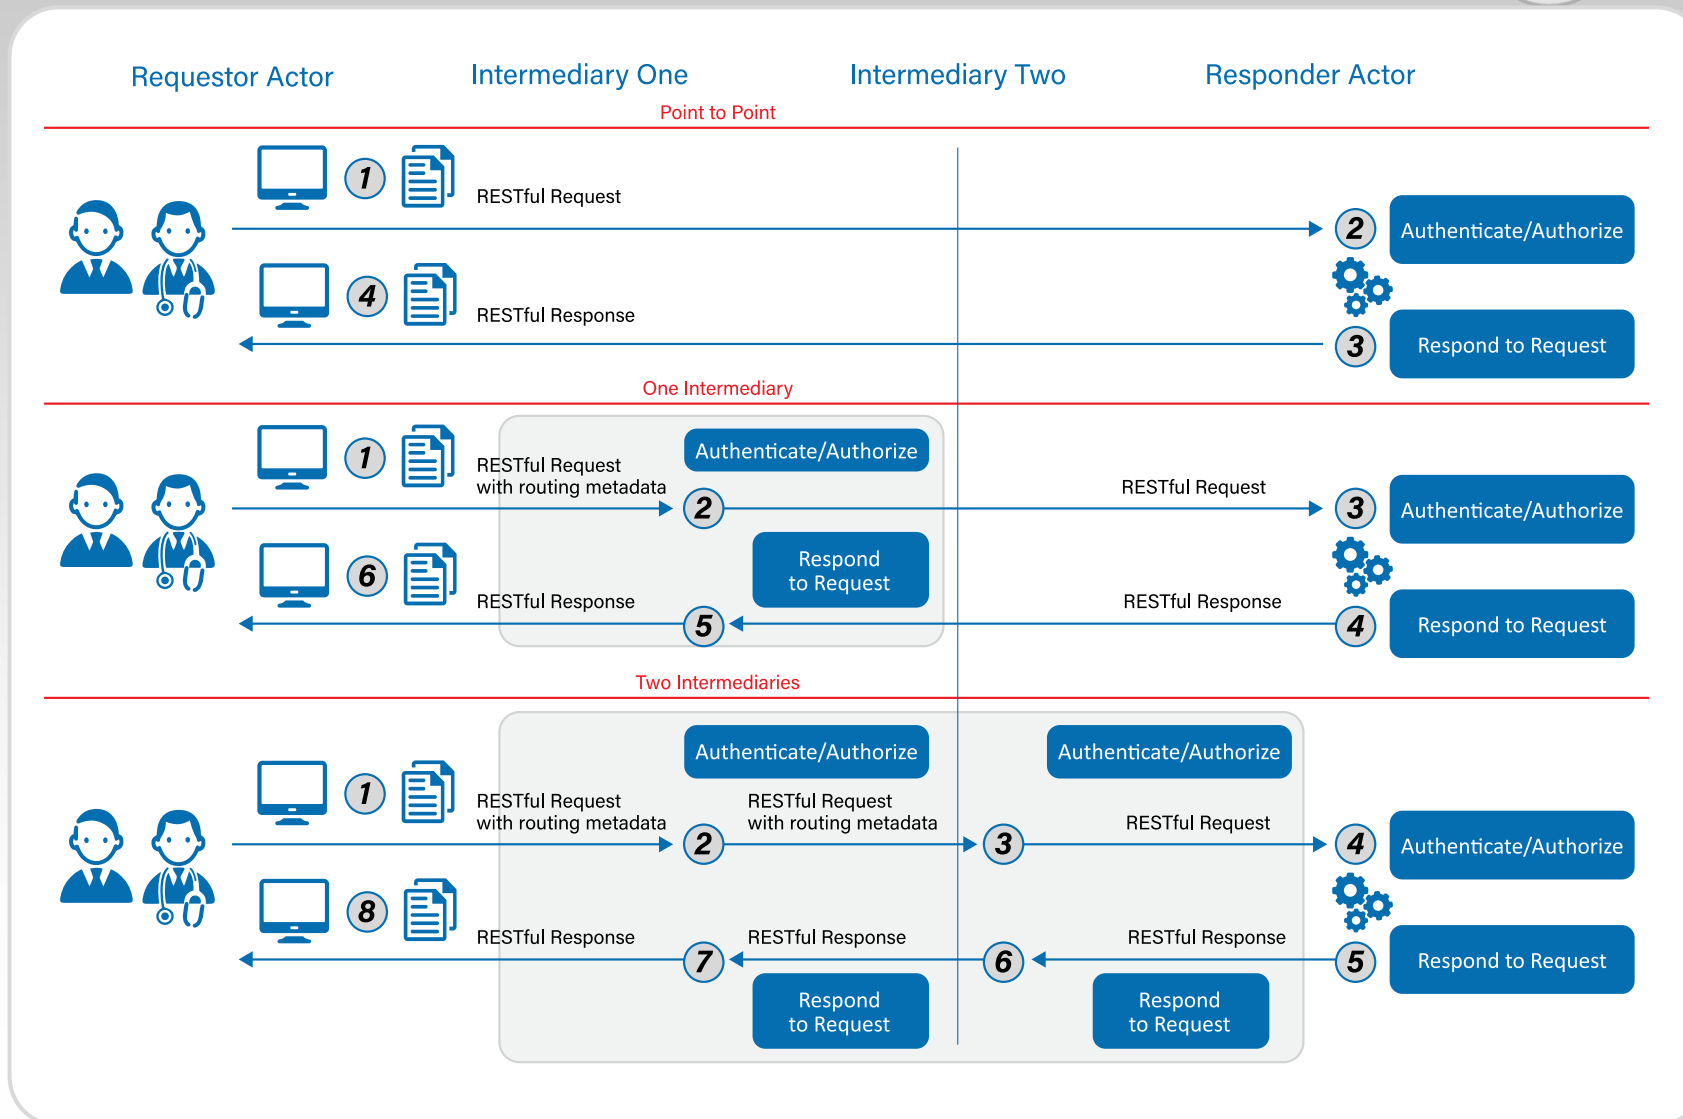 Requestor Actor
Intermediary One
Intermediary Two
Responder Actor
Point to Point
1
RESTful Request
2
Authenticate/Authorize
4
RESTful Response
3
Respond to Request
One Intermediary
1
RESTful Request
with routing metadata
Authenticate/Authorize
2
RESTful Request
3
Authenticate/Authorize
6
RESTful Response
Respond
to Request
5
RESTful Response
4
Respond to Request
Two Intermediaries
1
RESTful Request
with routing metadata
Authenticate/Authorize
2
RESTful Request
with routing metadata
Authenticate/Authorize
3
RESTful Request
4
Authenticate/Authorize
8
RESTful Response
7
RESTful Response
Respond
to Request
6
RESTful Response
Respond
to Request
5
Respond to Request